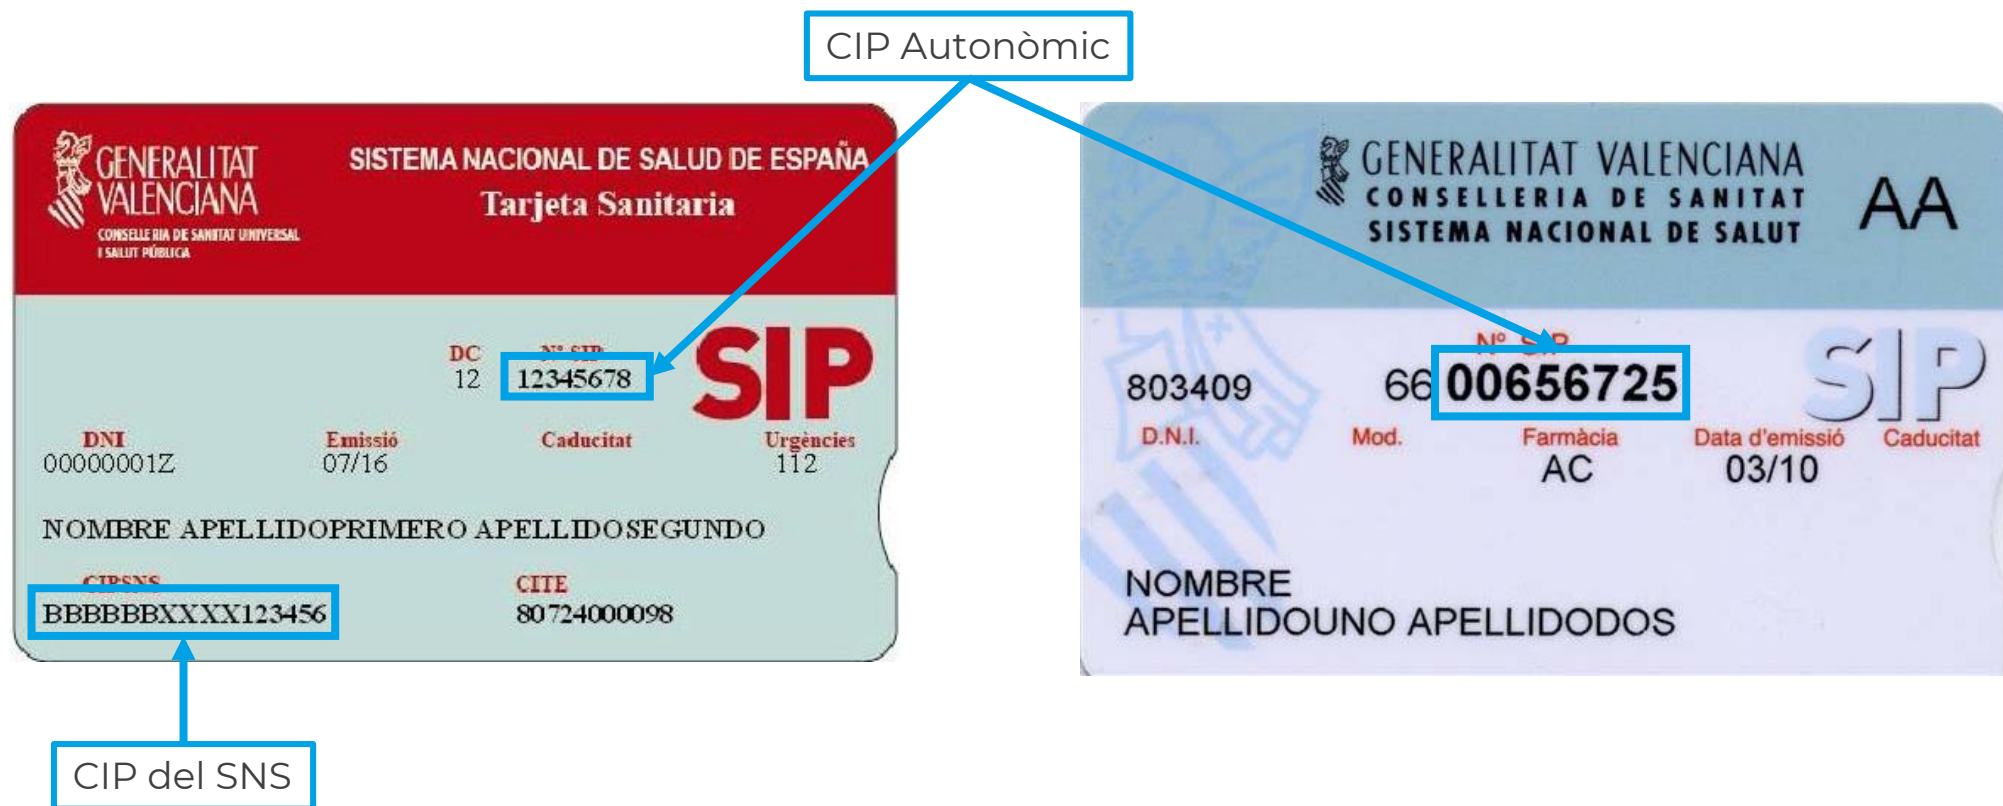 CIP Autonòmic
GENERALITAT
VALENCIANA
CONSELLERIA DE SANITAT UNIVERSAL
I SALUT PÚBLICA
SISTEMA NACIONAL DE SALUD DE ESPAÑA
Tarjeta Sanitaria
DC Nº SIP
12 12345678
SIP
DNI Emissió Caducitat Urgències
00000001Z 07/16 112
NOMBRE APELLIDOPRIMERO APELLIDOSEGUNDO
CIPSNS CITE
BBBBBBXXXX123456 80724000098
CIP del SNS
GENERALITAT VALENCIANA
CONSELLERIA DE SANITAT
SISTEMA NACIONAL DE SALUT
AA
Nº SIP
803409 66 00656725
SIP
D.N.I. Mod. Farmàcia Data d'emissió Caducitat
AC 03/10
NOMBRE
APELLIDOUNO APELLIDODOS